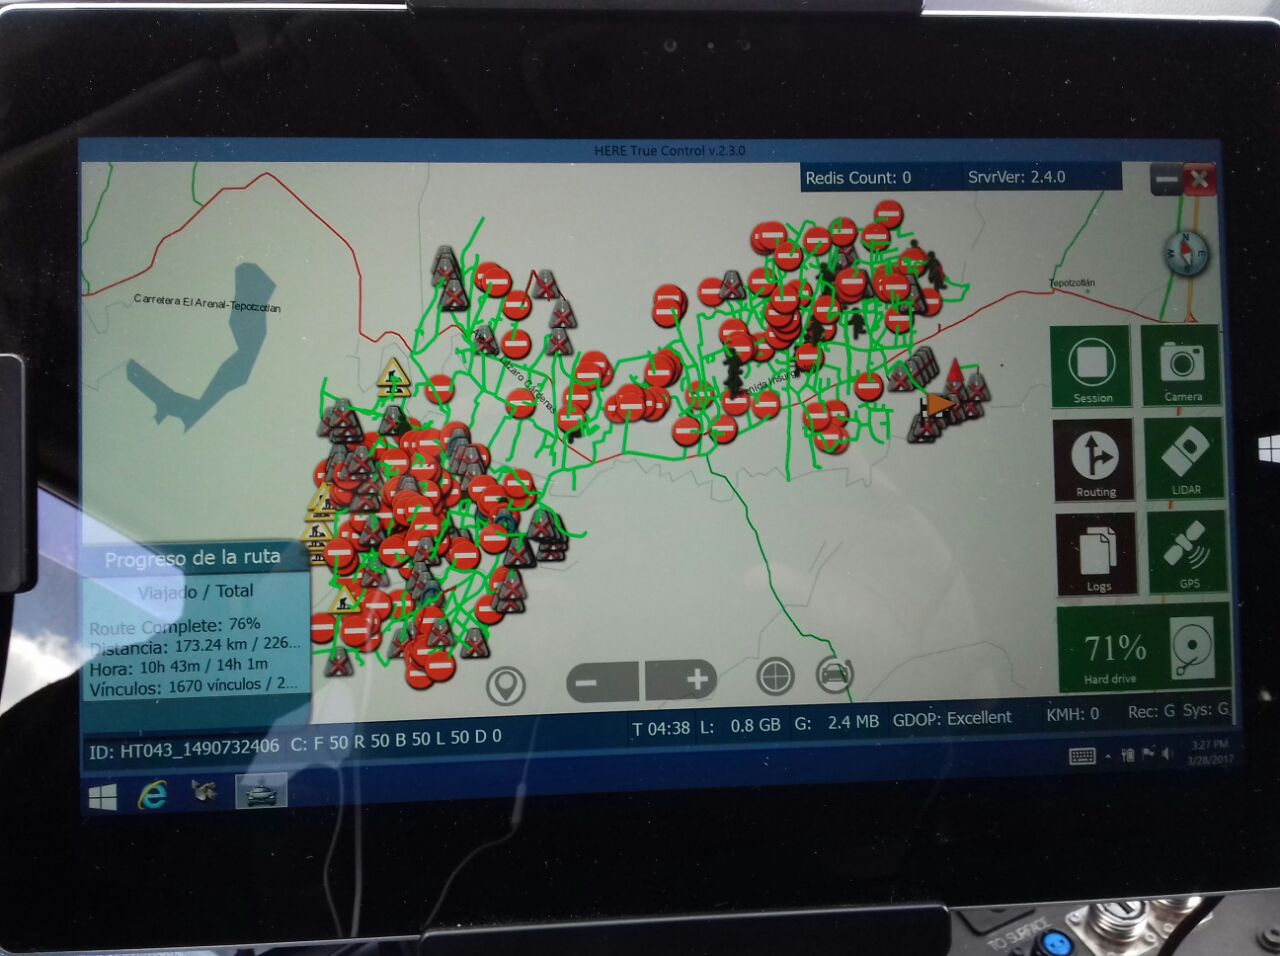 HERE True Control v.2.3.0
Redis Count: 0
SrvrVer: 2.4.0
N
E
S
W
Carretera El Arenal-Tepotzotlan
Tepotzotlán
Session
Camera
Routing
LIDAR
Logs
GPS
71%
Hard drive
Progreso de la ruta
Viajado / Total
Route Complete: 76%
Distancia: 173.24 km / 226...
Hora: 10h 43m / 14h 1m
Vínculos: 1670 vínculos / 2...
ID: HT043_1490732406 C: F 50 R 50 B 50 L 50 D 0
T 04:38 L: 0.8 GB G: 2.4 MB GDOP: Excellent KMH: 0 Rec: G Sys: G
3:27 PM
3/28/2017
TO SURFACE